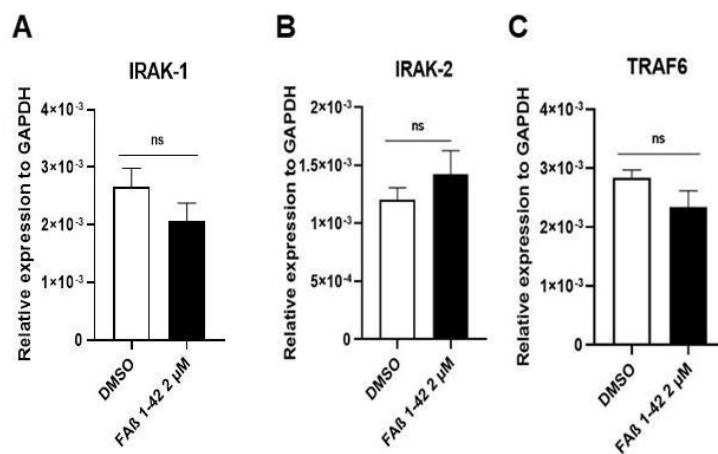 A
IRAK-1
Relative expression to GAPDH
4×10⁻³
3×10⁻³
2×10⁻³
1×10⁻³
0
ns
DMSO
FAß 1-42 2 µM
B
IRAK-2
Relative expression to GAPDH
2×10⁻³
1.5×10⁻³
1×10⁻³
5×10⁻⁴
0
ns
DMSO
FAß 1-42 2 µM
C
TRAF6
Relative expression to GAPDH
4×10⁻³
3×10⁻³
2×10⁻³
1×10⁻³
0
ns
DMSO
FAß 1-42 2 µM